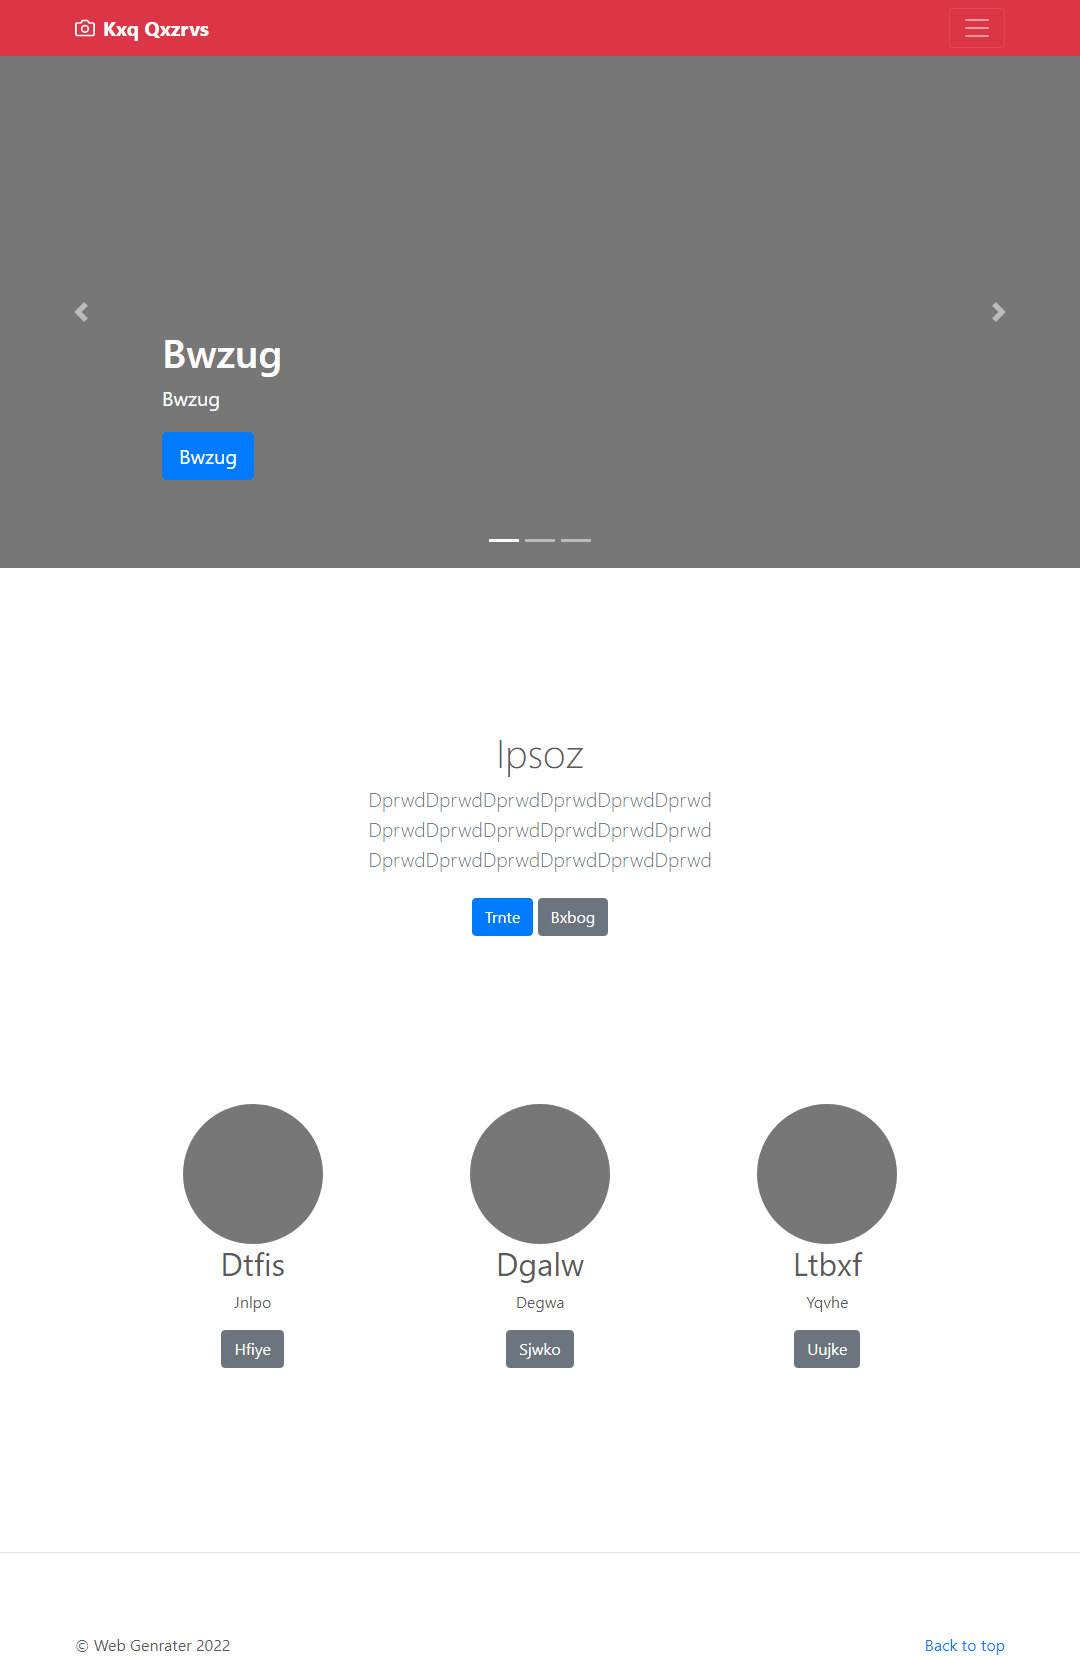 Kxq Qxzrvs
Bwzug
Bwzug
Bwzug
Ipsoz
DprwdDprwdDprwdDprwdDprwdDprwd
DprwdDprwdDprwdDprwdDprwdDprwd
DprwdDprwdDprwdDprwdDprwdDprwd
Trnte Bxbog
Dtfis Dgalw Ltbxf
Jnlpo Degwa Yqvhe
Hfiye Sjwko Uujke
© Web Genrater 2022 Back to top